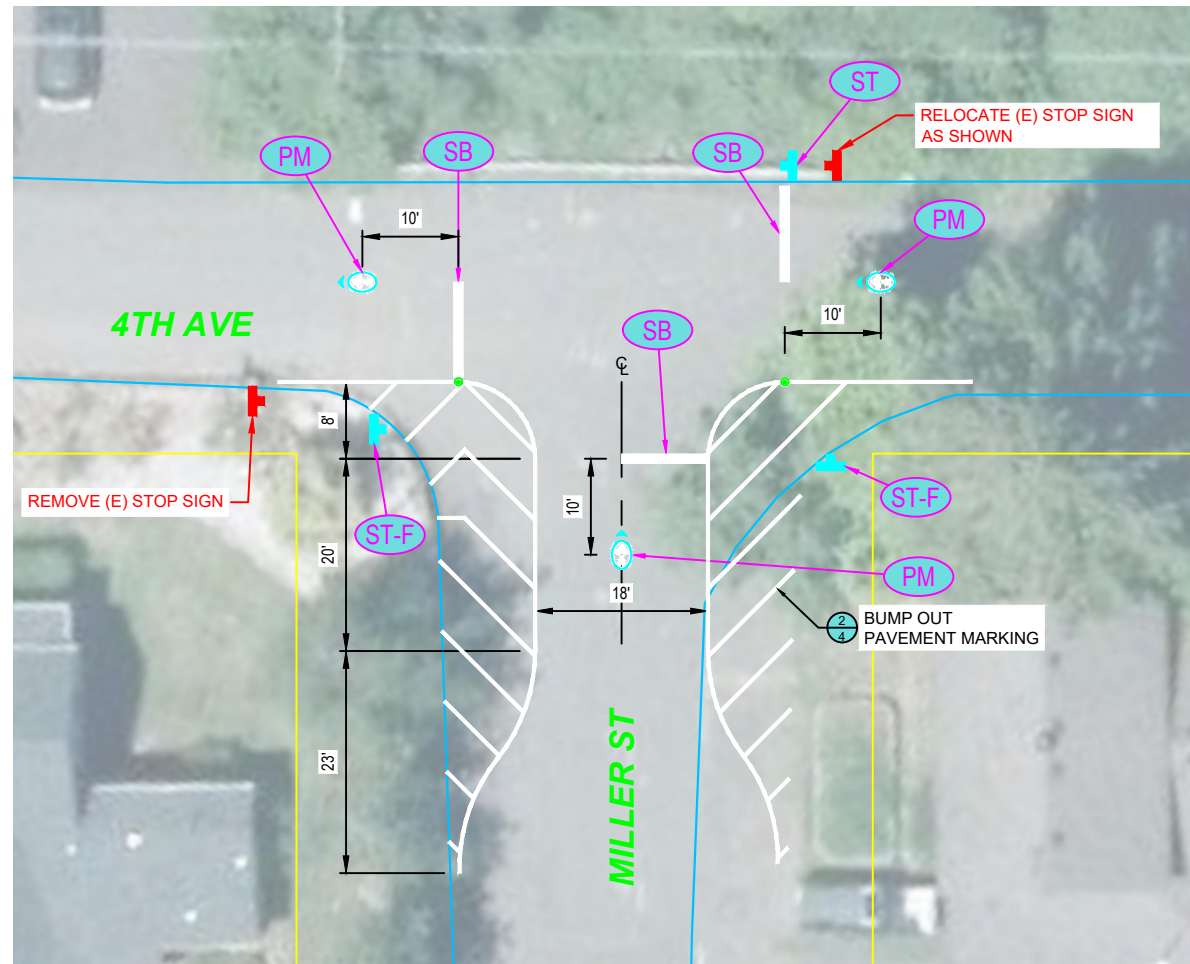 ST
RELOCATE (E) STOP SIGN
AS SHOWN
PM
SB
SB
PM
10'
4TH AVE
10'
SB
℄
8'
REMOVE (E) STOP SIGN
ST-F
10'
ST-F
20'
PM
18'
2
4
BUMP OUT
PAVEMENT MARKING
23'
MILLER ST